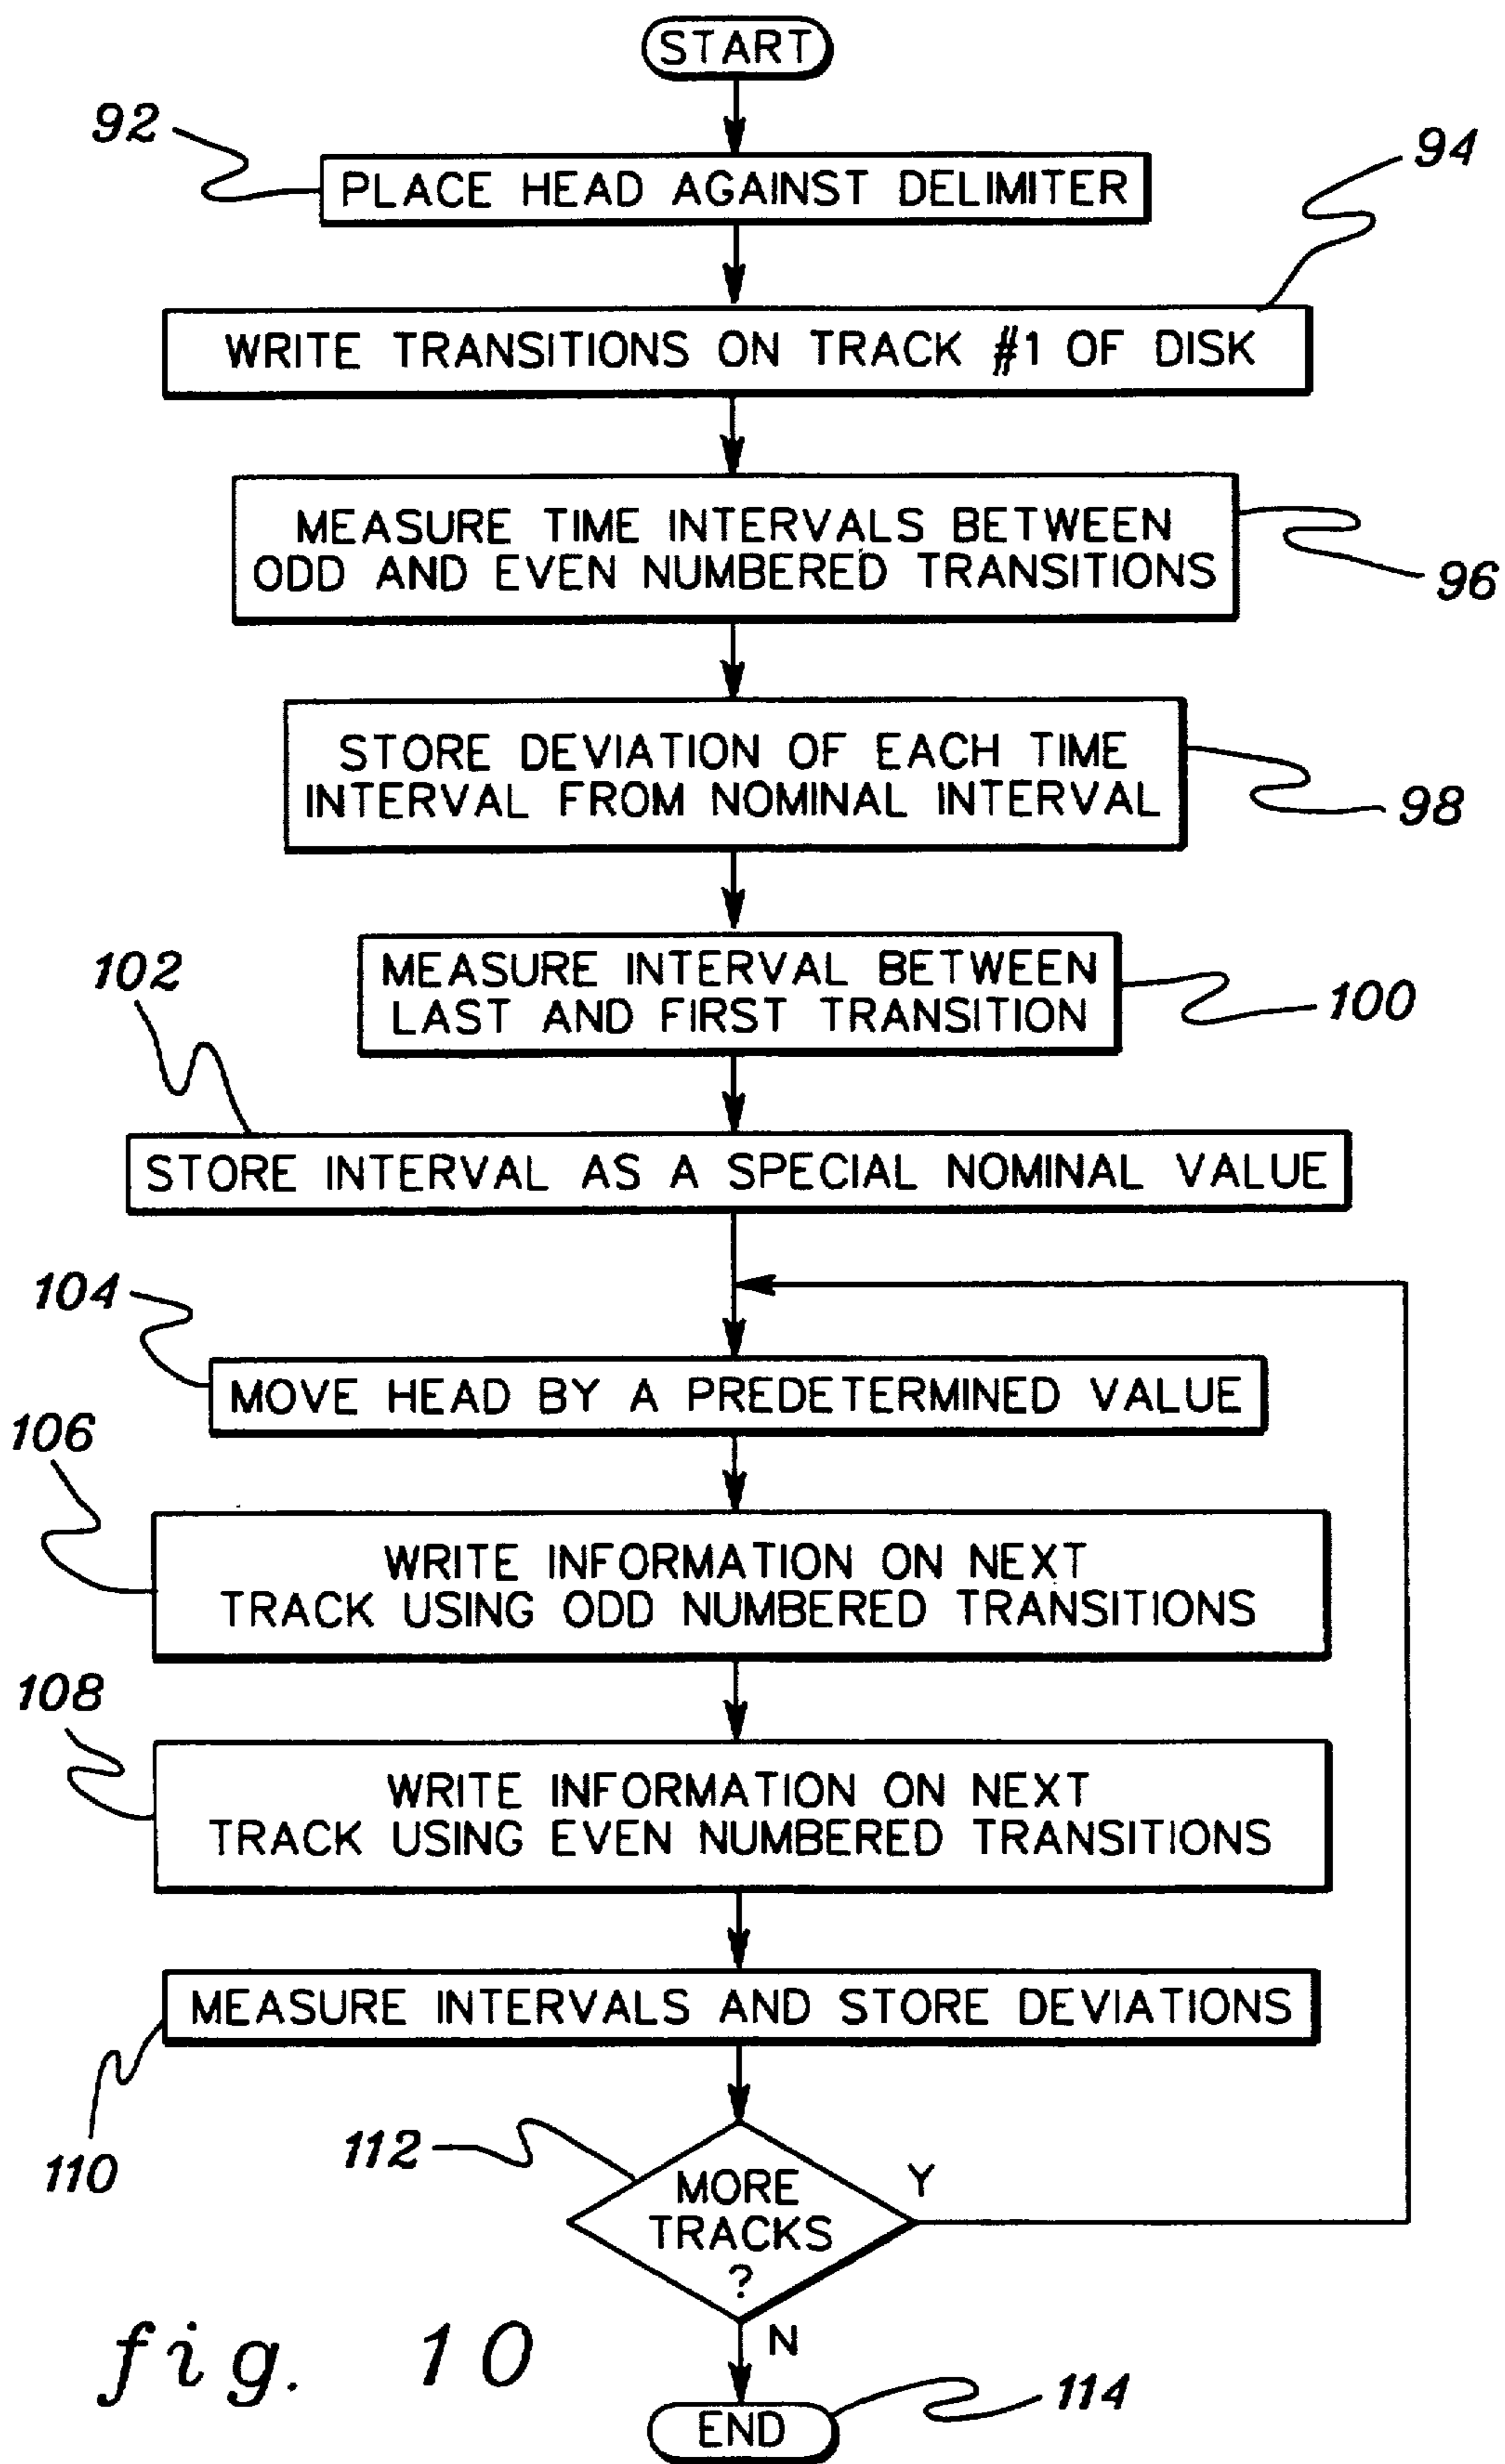 START
92
PLACE HEAD AGAINST DELIMITER
94
WRITE TRANSITIONS ON TRACK #1 OF DISK
MEASURE TIME INTERVALS BETWEEN
ODD AND EVEN NUMBERED TRANSITIONS
96
STORE DEVIATION OF EACH TIME
INTERVAL FROM NOMINAL INTERVAL
98
102
MEASURE INTERVAL BETWEEN
LAST AND FIRST TRANSITION
100
STORE INTERVAL AS A SPECIAL NOMINAL VALUE
104
MOVE HEAD BY A PREDETERMINED VALUE
106
WRITE INFORMATION ON NEXT
TRACK USING ODD NUMBERED TRANSITIONS
108
WRITE INFORMATION ON NEXT
TRACK USING EVEN NUMBERED TRANSITIONS
MEASURE INTERVALS AND STORE DEVIATIONS
110
112
MORE
TRACKS
?
Y
N
fig. 10
END
114